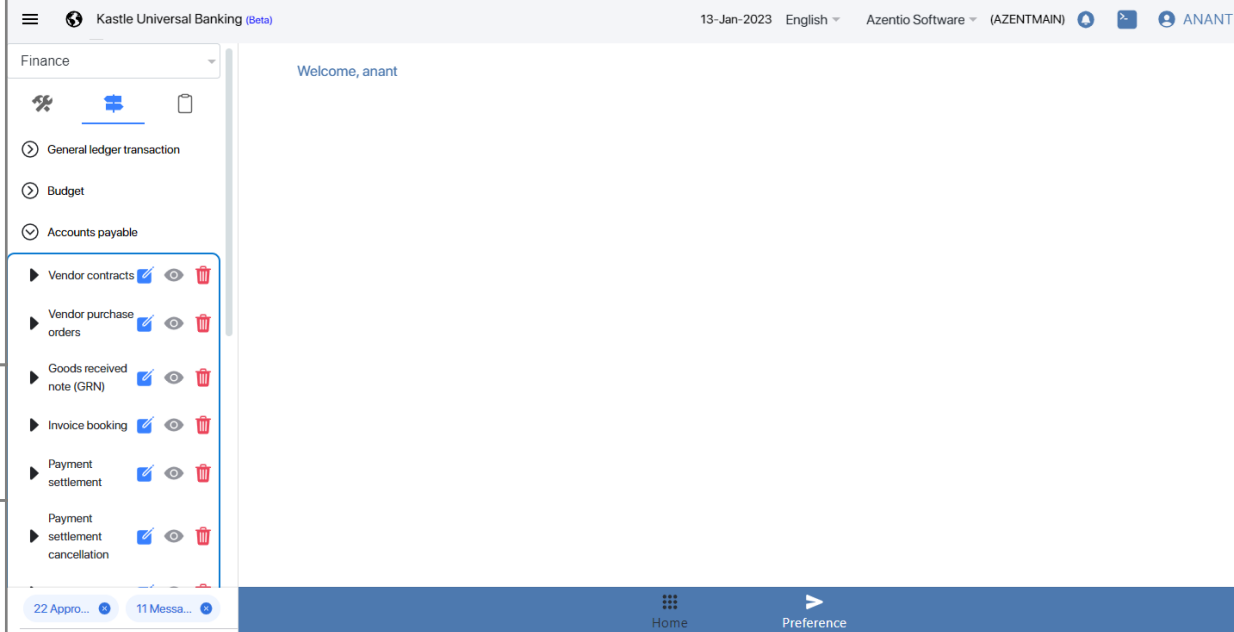 Kastle Universal Banking (Beta)
13-Jan-2023 English Azentio Software (AZENTMAIN) ANANT
Finance
Welcome, anant
General ledger transaction
Budget
Accounts payable
Vendor contracts
Vendor purchase
orders
Goods received
note (GRN)
Invoice booking
Payment
settlement
Payment
settlement
cancellation
22 Appro...
11 Messa...
Home
Preference